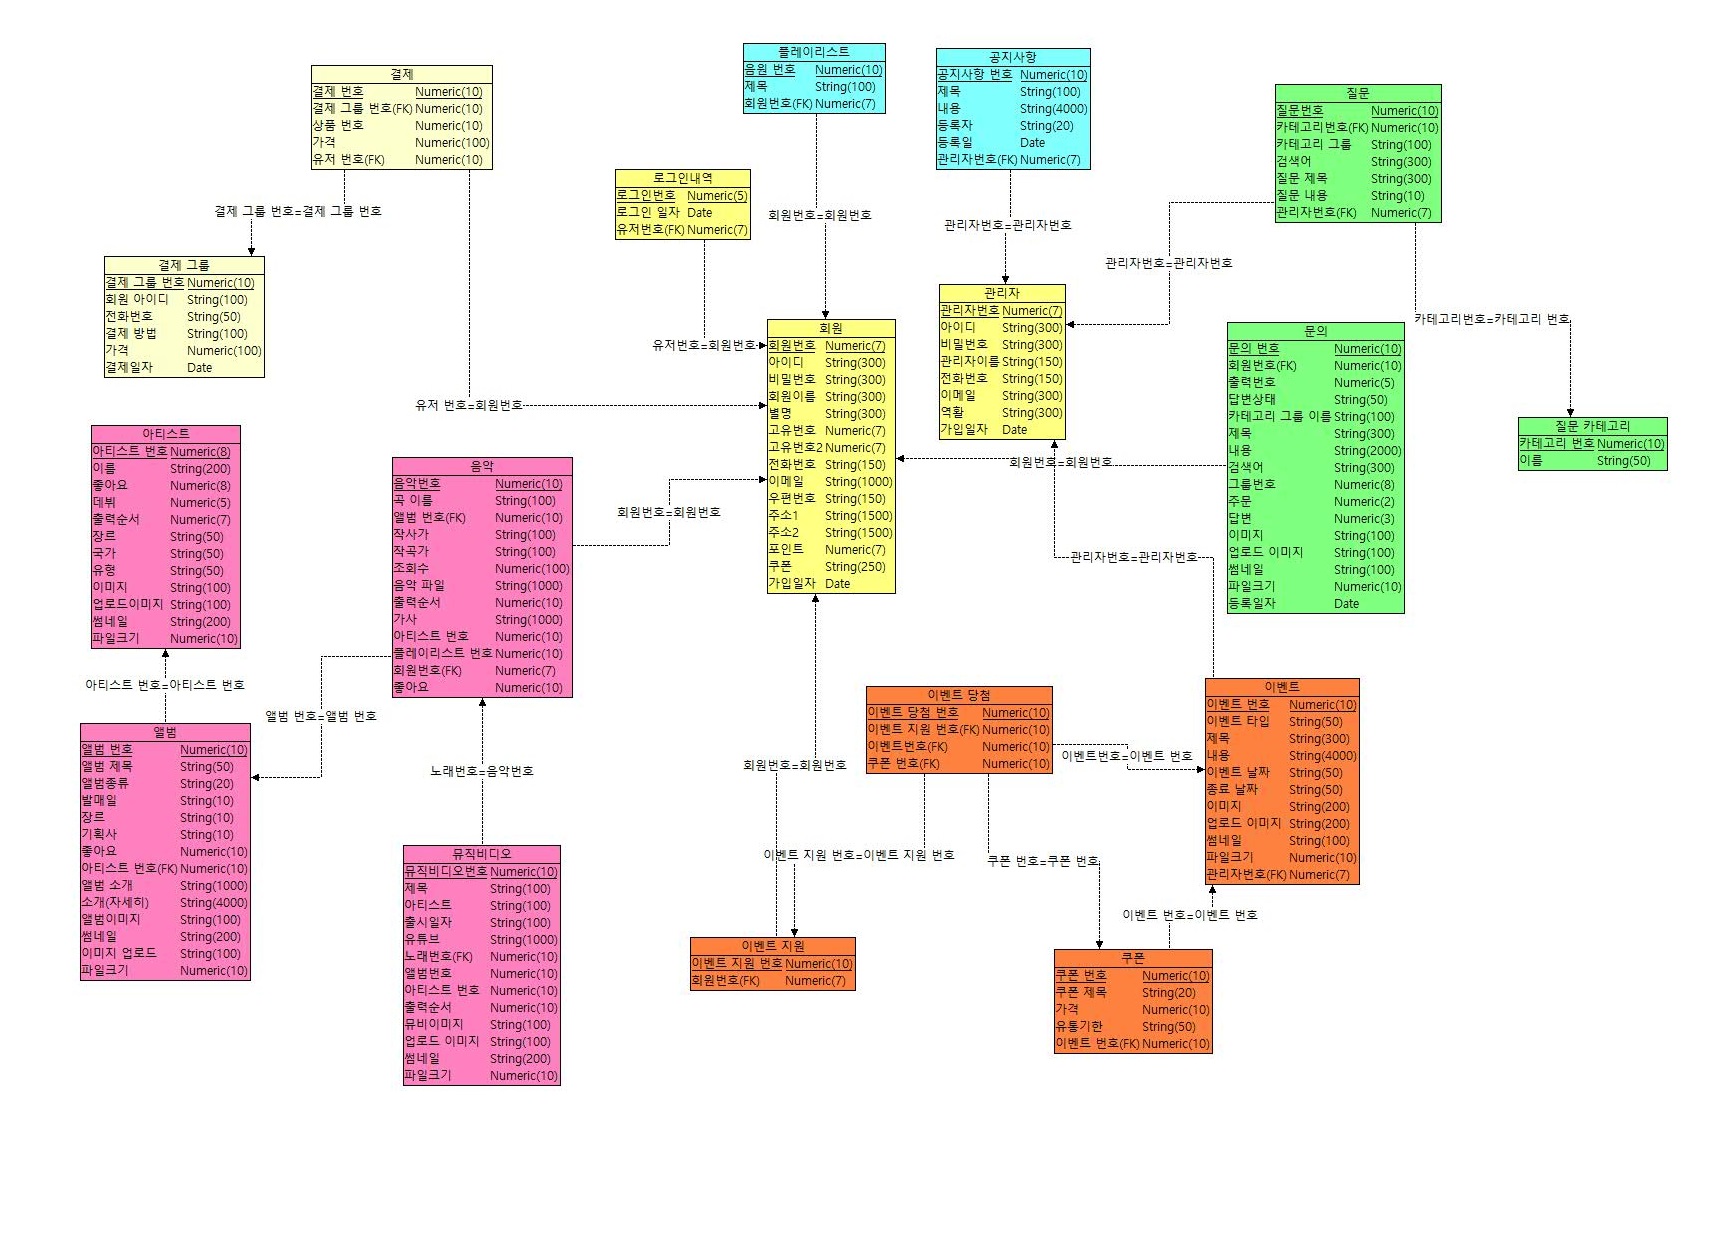 결제
결제 번호 Numeric(10)
결제 그룹 번호(FK) Numeric(10)
상품 번호 Numeric(10)
가격 Numeric(100)
유저 번호(FK) Numeric(10)
플레이리스트
음원 번호 Numeric(10)
제목 String(100)
회원번호(FK) Numeric(7)
공지사항
공지사항 번호 Numeric(10)
제목 String(100)
내용 String(4000)
등록자 String(20)
등록일 Date
관리자번호(FK) Numeric(7)
질문
질문번호 Numeric(10)
카테고리번호(FK) Numeric(10)
카테고리 그룹 String(100)
검색어 String(300)
질문 제목 String(300)
질문 내용 String(10)
관리자번호(FK) Numeric(7)
로그인내역
로그인번호 Numeric(5)
로그인 일자 Date
유저번호(FK) Numeric(7)
결제 그룹 번호=결제 그룹 번호
회원번호=회원번호
관리자번호=관리자번호
관리자번호=관리자번호
결제 그룹
결제 그룹 번호 Numeric(10)
회원 아이디 String(100)
전화번호 String(50)
결제 방법 String(100)
가격 Numeric(100)
결제일자 Date
유저번호=회원번호
유저 번호=회원번호
회원
회원번호 Numeric(7)
아이디 String(300)
비밀번호 String(300)
회원이름 String(300)
별명 String(300)
고유번호 Numeric(7)
고유번호2 Numeric(7)
전화번호 String(150)
이메일 String(1000)
우편번호 String(150)
주소1 String(1500)
주소2 String(1500)
포인트 Numeric(7)
쿠폰 String(250)
가입일자 Date
관리자
관리자번호 Numeric(7)
아이디 String(300)
비밀번호 String(300)
관리자이름 String(150)
전화번호 String(150)
이메일 String(300)
역활 String(300)
가입일자 Date
카테고리번호=카테고리 번호
문의
문의 번호 Numeric(10)
회원번호(FK) Numeric(10)
출력번호 Numeric(5)
답변상태 String(50)
카테고리 그룹 이름 String(100)
제목 String(300)
내용 String(2000)
검색어 String(300)
그룹번호 Numeric(8)
주문 Numeric(2)
답변 Numeric(3)
이미지 String(100)
업로드 이미지 String(100)
썸네일 String(100)
파일크기 Numeric(10)
등록일자 Date
질문 카테고리
카테고리 번호 Numeric(10)
이름 String(50)
아티스트
아티스트 번호 Numeric(8)
이름 String(200)
좋아요 Numeric(8)
데뷔 Numeric(5)
출력순서 Numeric(7)
장르 String(50)
국가 String(50)
유형 String(50)
이미지 String(100)
업로드이미지 String(100)
썸네일 String(200)
파일크기 Numeric(10)
음악
음악번호 Numeric(10)
곡 이름 String(100)
앨범 번호(FK) Numeric(10)
작사가 String(100)
작곡가 String(100)
조회수 Numeric(100)
음악 파일 String(1000)
출력순서 Numeric(10)
가사 String(1000)
아티스트 번호 Numeric(10)
플레이리스트 번호 Numeric(10)
회원번호(FK) Numeric(7)
좋아요 Numeric(10)
회원번호=회원번호
회원번호=회원번호
관리자번호=관리자번호
아티스트 번호=아티스트 번호
앨범 번호=앨범 번호
앨범
앨범 번호 Numeric(10)
앨범 제목 String(50)
앨범종류 String(20)
발매일 String(10)
장르 String(10)
기획사 String(10)
좋아요 Numeric(10)
아티스트 번호(FK) Numeric(10)
앨범 소개 String(1000)
소개(자세히) String(4000)
앨범이미지 String(100)
썸네일 String(200)
이미지 업로드 String(100)
파일크기 Numeric(10)
노래번호=음악번호
뮤직비디오
뮤직비디오번호 Numeric(10)
제목 String(100)
아티스트 String(100)
출시일자 String(100)
유튜브 String(1000)
노래번호(FK) Numeric(10)
앨범번호 Numeric(10)
아티스트 번호 Numeric(10)
출력순서 Numeric(10)
뮤비이미지 String(100)
업로드 이미지 String(100)
썸네일 String(200)
파일크기 Numeric(10)
이벤트 당첨
이벤트 당첨 번호 Numeric(10)
이벤트 지원 번호(FK) Numeric(10)
이벤트번호(FK) Numeric(10)
쿠폰 번호(FK) Numeric(10)
회원번호=회원번호
이벤트번호=이벤트 번호
이벤트
이벤트 번호 Numeric(10)
이벤트 타입 String(50)
제목 String(300)
내용 String(4000)
이벤트 날짜 String(50)
종료 날짜 String(50)
이미지 String(200)
업로드 이미지 String(200)
썸네일 String(100)
파일크기 Numeric(10)
관리자번호(FK) Numeric(7)
이벤트 지원 번호=이벤트 지원 번호
쿠폰 번호=쿠폰 번호
이벤트 번호=이벤트 번호
이벤트 지원
이벤트 지원 번호 Numeric(10)
회원번호(FK) Numeric(7)
쿠폰
쿠폰 번호 Numeric(10)
쿠폰 제목 String(20)
가격 Numeric(10)
유통기한 String(50)
이벤트 번호(FK) Numeric(10)